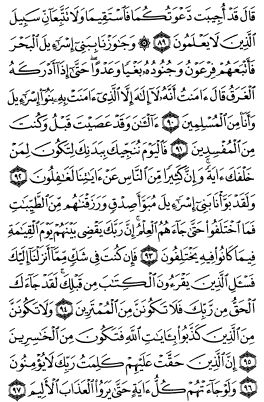 قَالَ قَدْ أُجِيبَت دَّعْوَتُكُمَا فَٱسْتَقِيمَا وَلَا تَتَّبِعَآنِّ سَبِيلَ
ٱلَّذِينَ لَا يَعْلَمُونَ ٨٩ ۞ وَجَٰوَزْنَا بِبَنِىٓ إِسْرَٰٓءِيلَ ٱلْبَحْرَ
فَأَتْبَعَهُمْ فِرْعَوْنُ وَجُنُودُهُۥ بَغْيًا وَعَدْوًا ۖ حَتَّىٰٓ إِذَآ أَدْرَكَهُ
ٱلْغَرَقُ قَالَ ءَامَنتُ أَنَّهُۥ لَآ إِلَٰهَ إِلَّا ٱلَّذِىٓ ءَامَنَتْ بِهِۦ بَنُوٓا۟ إِسْرَٰٓءِيلَ
وَأَنَا۠ مِنَ ٱلْمُسْلِمِينَ ٩٠ ءَآلْـَٰٔنَ وَقَدْ عَصَيْتَ قَبْلُ وَكُنتَ
مِنَ ٱلْمُفْسِدِينَ ٩١ فَٱلْيَوْمَ نُنَجِّيكَ بِبَدَنِكَ لِتَكُونَ لِمَنْ
خَلْفَكَ ءَايَةً ۚ وَإِنَّ كَثِيرًا مِّنَ ٱلنَّاسِ عَنْ ءَايَٰتِنَا لَغَٰفِلُونَ ٩٢
وَلَقَدْ بَوَّأْنَا بَنِىٓ إِسْرَٰٓءِيلَ مُبَوَّأَ صِدْقٍ وَرَزَقْنَٰهُم مِّنَ ٱلطَّيِّبَٰتِ
فَمَا ٱخْتَلَفُوا۟ حَتَّىٰ جَآءَهُمُ ٱلْعِلْمُ ۚ إِنَّ رَبَّكَ يَقْضِى بَيْنَهُمْ يَوْمَ ٱلْقِيَٰمَةِ
فِيمَا كَانُوا۟ فِيهِ يَخْتَلِفُونَ ٩٣ فَإِن كُنتَ فِى شَكٍّ مِّمَّآ أَنزَلْنَآ إِلَيْكَ
فَسْـَٔلِ ٱلَّذِينَ يَقْرَءُونَ ٱلْكِتَٰبَ مِن قَبْلِكَ ۚ لَقَدْ جَآءَكَ
ٱلْحَقُّ مِن رَّبِّكَ فَلَا تَكُونَنَّ مِنَ ٱلْمُمْتَرِينَ ٩٤ وَلَا تَكُونَنَّ
مِنَ ٱلَّذِينَ كَذَّبُوا۟ بِـَٔايَٰتِ ٱللَّهِ فَتَكُونَ مِنَ ٱلْخَٰسِرِينَ
٩٥ إِنَّ ٱلَّذِينَ حَقَّتْ عَلَيْهِمْ كَلِمَتُ رَبِّكَ لَا يُؤْمِنُونَ
٩٦ وَلَوْ جَآءَتْهُمْ كُلُّ ءَايَةٍ حَتَّىٰ يَرَوُا۟ ٱلْعَذَابَ ٱلْأَلِيمَ ٩٧